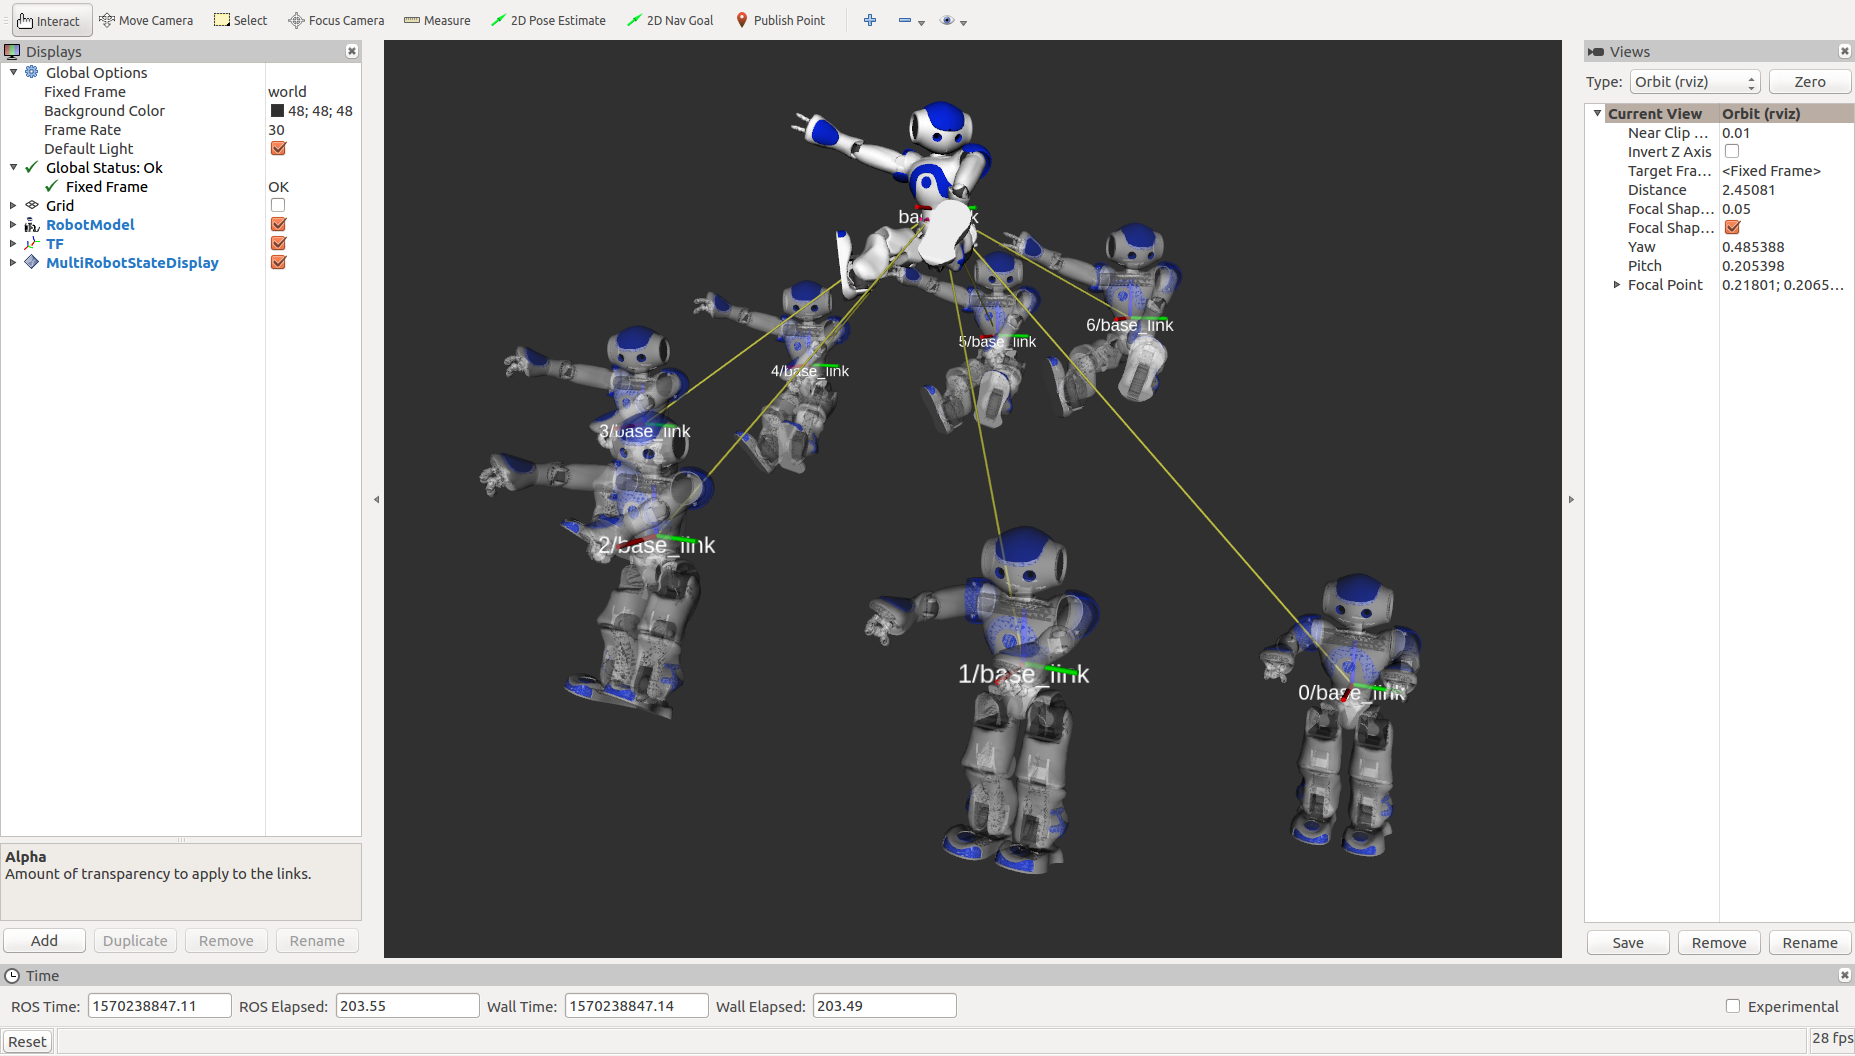 Interact Move Camera Select Focus Camera Measure 2D Pose Estimate 2D Nav Goal Publish Point
Displays
Global Options
Fixed Frame world
Background Color 48; 48; 48
Frame Rate 30
Default Light
Global Status: Ok
Fixed Frame OK
Grid
RobotModel
TF
MultiRobotStateDisplay
Alpha
Amount of transparency to apply to the links.
Add Duplicate Remove Rename
6/base_link
5/base_link
4/base_link
3/base_link
2/base_link
1/base_link
0/base_link
Views
Type: Orbit (rviz) Zero
Current View Orbit (rviz)
Near Clip ... 0.01
Invert Z Axis
Target Fra... <Fixed Frame>
Distance 2.45081
Focal Shap... 0.05
Focal Shap...
Yaw 0.485388
Pitch 0.205398
Focal Point 0.21801; 0.2065...
Save Remove Rename
Time
ROS Time: 1570238847.11 ROS Elapsed: 203.55 Wall Time: 1570238847.14 Wall Elapsed: 203.49 Experimental
Reset 28 fps